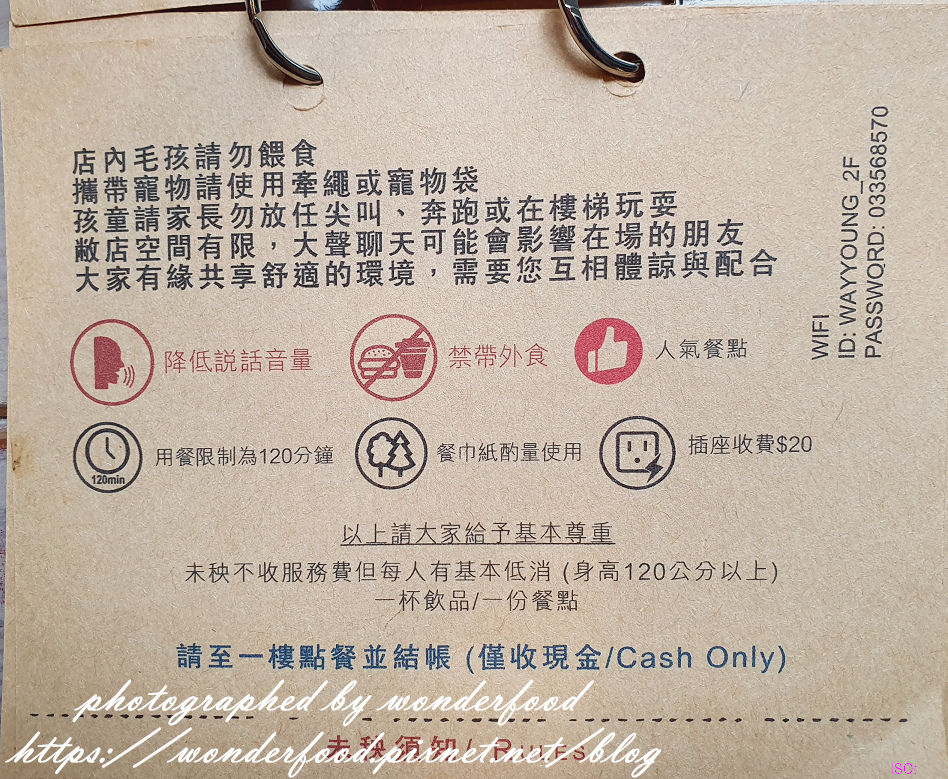 店內毛孩請勿餵食
攜帶寵物請使用牽繩或寵物袋
孩童請家長勿放任尖叫、奔跑或在樓梯玩耍
敝店空間有限，大聲聊天可能會影響在場的朋友
大家有緣共享舒適的環境，需要您互相體諒與配合
WIFI
ID: WAYYOUNG_2F
PASSWORD: 033568570
降低説話音量
禁帶外食
人氣餐點
120min
用餐限制為120分鐘
餐巾紙酌量使用
插座收費$20
以上請大家給予基本尊重
未秧不收服務費但每人有基本低消 (身高120公分以上)
一杯飲品/一份餐點
請至一樓點餐並結帳 (僅收現金/Cash Only)
photographed by wonderfood
未秧須知/ RULES
https://wonderfood.pixnet.net/blog
ISC